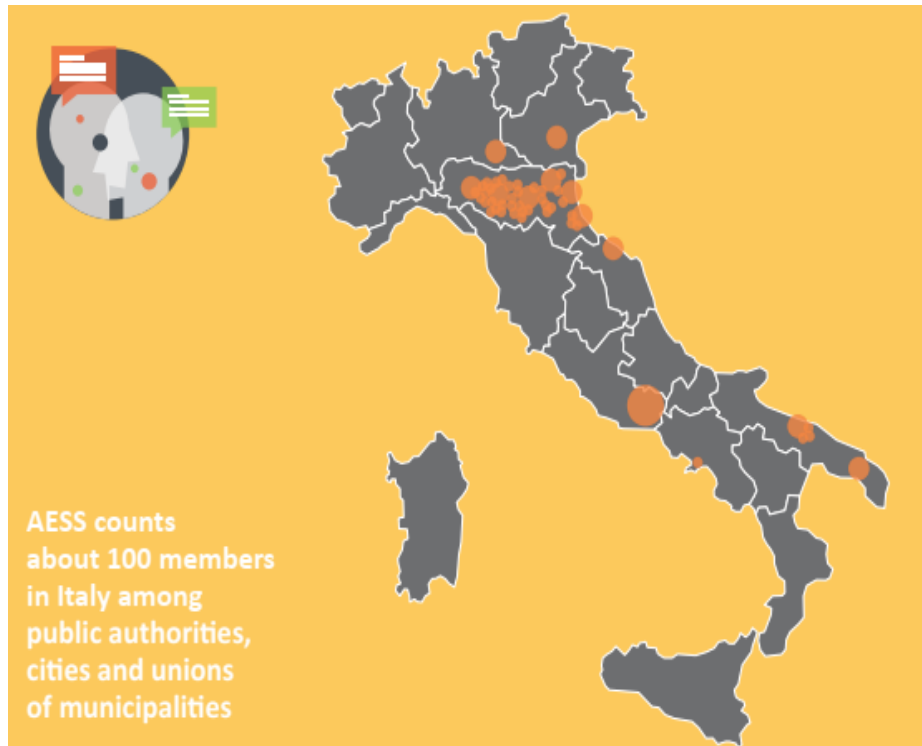 AESS counts
about 100 members
in Italy among
public authorities,
cities and unions
of municipalities